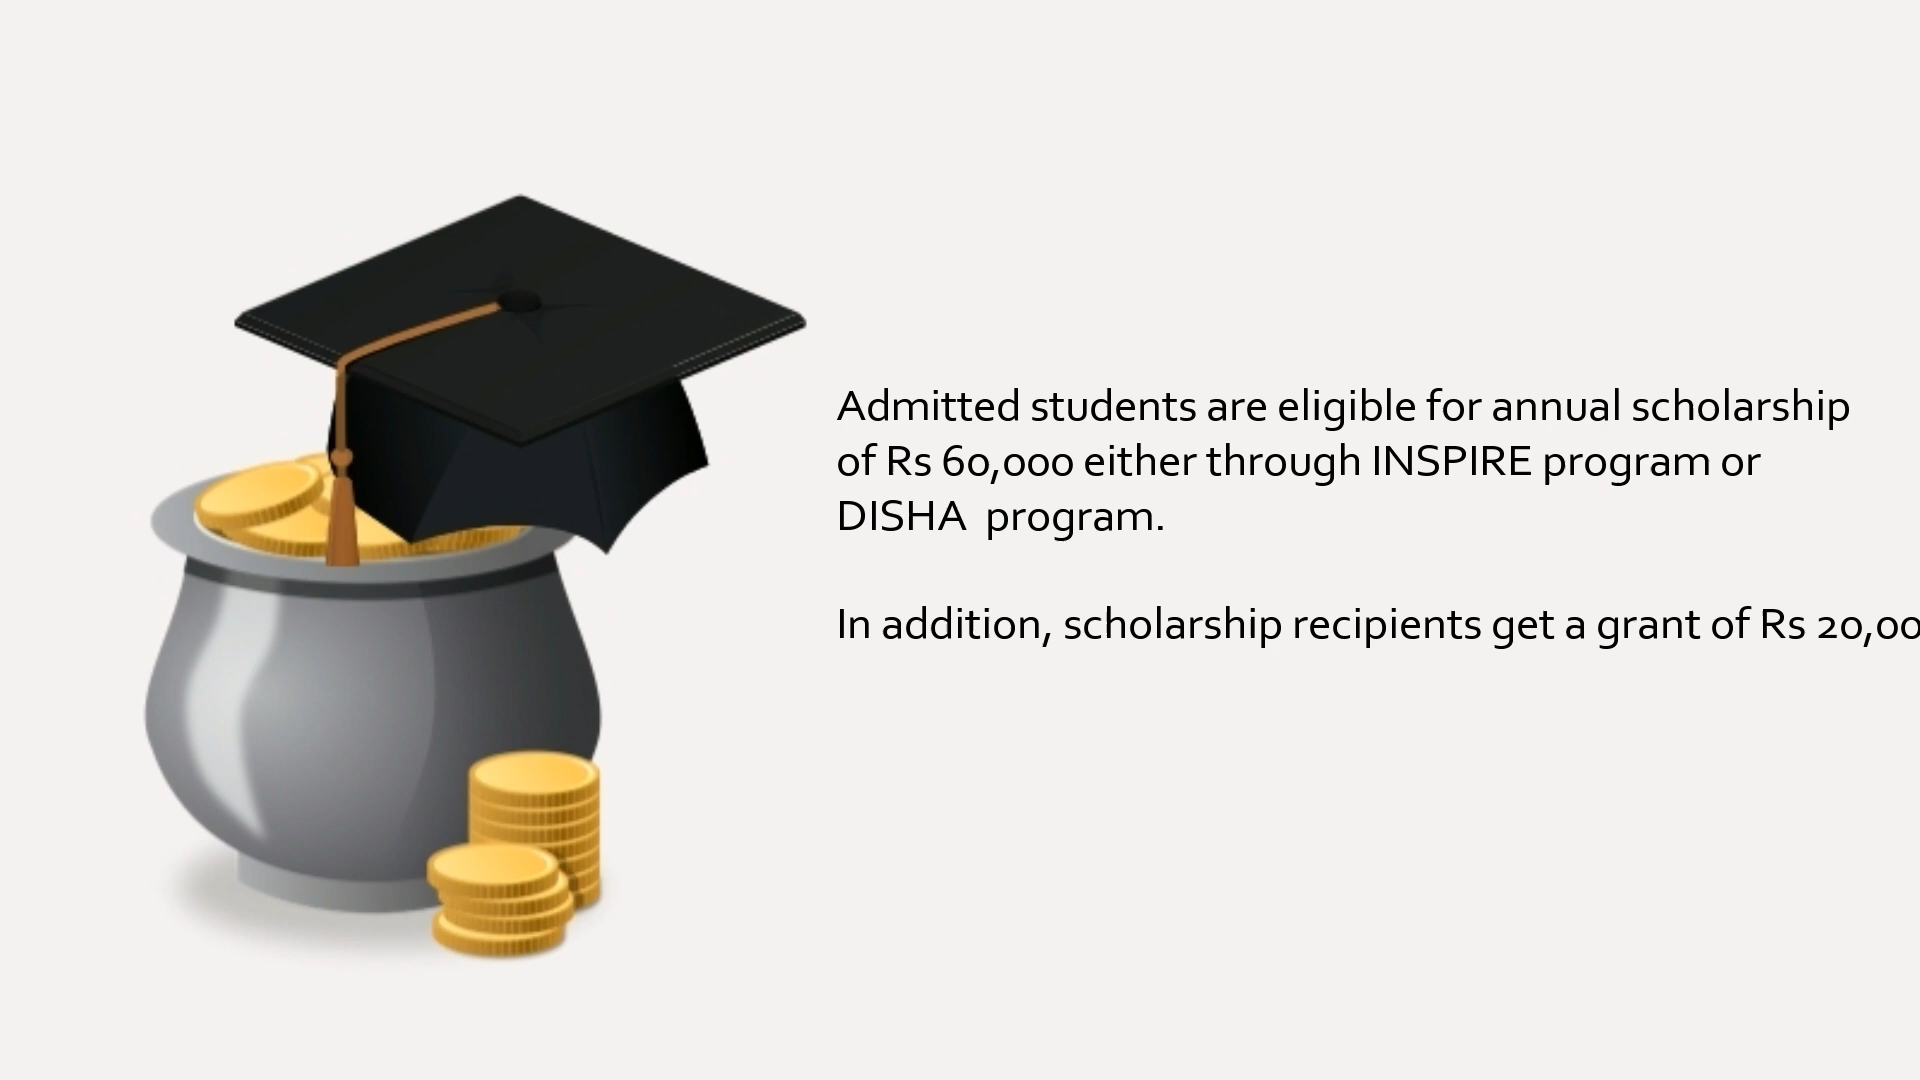 Admitted students are eligible for annual scholarship
of Rs 60,000 either through INSPIRE program or
DISHA  program.
In addition, scholarship recipients get a grant of Rs